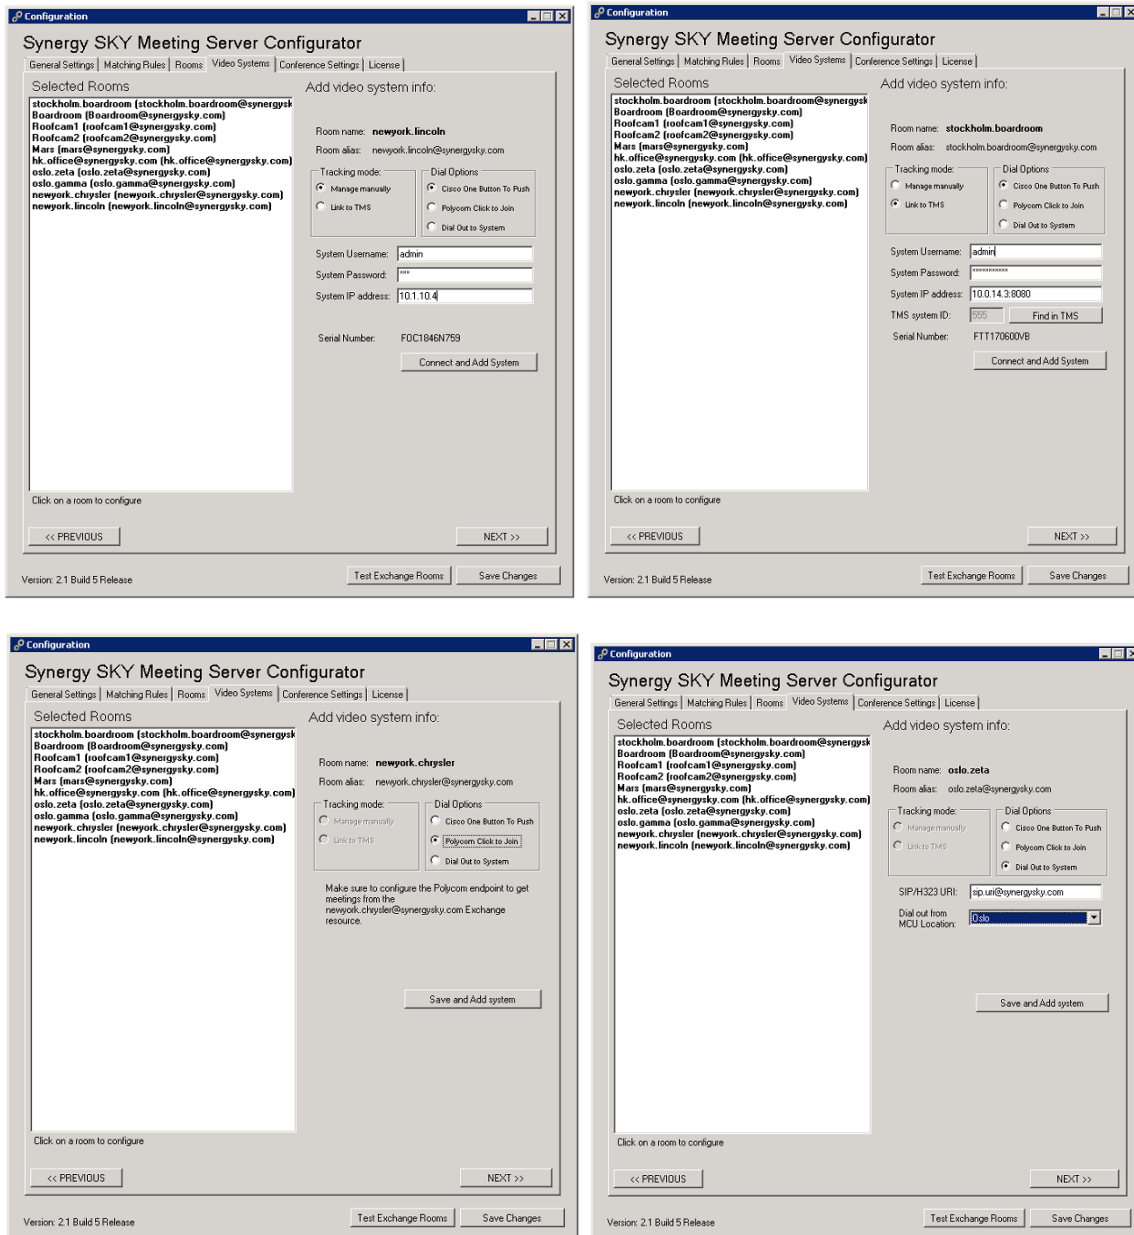 Configuration
Synergy SKY Meeting Server Configurator
General Settings Matching Rules Rooms Video Systems Conference Settings License
Selected Rooms
stockholm.boardroom (stockholm.boardroom@synergysk
Boardroom (Boardroom@synergysky.com)
Roofcam1 (roofcam1@synergysky.com)
Roofcam2 (roofcam2@synergysky.com)
Mars (mars@synergysky.com)
hk.office@synergysky.com (hk.office@synergysky.com)
oslo.zeta (oslo.zeta@synergysky.com)
oslo.gamma (oslo.gamma@synergysky.com)
newyork.chrysler (newyork.chrysler@synergysky.com)
newyork.lincoln (newyork.lincoln@synergysky.com)
Click on a room to configure
Add video system info:
Room name: newyork.lincoln
Room alias: newyork.lincoln@synergysky.com
Tracking mode:
Manage manually
Link to TMS
Dial Options
Cisco One Button To Push
Polycom Click to Join
Dial Out to System
System Username: admin
System Password: ***
System IP address: 10.1.10.4
Serial Number: FOC1846N759
Connect and Add System
<< PREVIOUS
NEXT >>
Version: 2.1 Build 5 Release
Test Exchange Rooms
Save Changes
Configuration
Synergy SKY Meeting Server Configurator
General Settings Matching Rules Rooms Video Systems Conference Settings License
Selected Rooms
stockholm.boardroom (stockholm.boardroom@synergysk
Boardroom (Boardroom@synergysky.com)
Roofcam1 (roofcam1@synergysky.com)
Roofcam2 (roofcam2@synergysky.com)
Mars (mars@synergysky.com)
hk.office@synergysky.com (hk.office@synergysky.com)
oslo.zeta (oslo.zeta@synergysky.com)
oslo.gamma (oslo.gamma@synergysky.com)
newyork.chrysler (newyork.chrysler@synergysky.com)
newyork.lincoln (newyork.lincoln@synergysky.com)
Click on a room to configure
Add video system info:
Room name: stockholm.boardroom
Room alias: stockholm.boardroom@synergysky.com
Tracking mode:
Manage manually
Link to TMS
Dial Options
Cisco One Button To Push
Polycom Click to Join
Dial Out to System
System Username: admin
System Password: ***********
System IP address: 10.0.14.3:8080
TMS system ID: 555 Find in TMS
Serial Number: FTT170600VB
Connect and Add System
<< PREVIOUS
NEXT >>
Version: 2.1 Build 5 Release
Test Exchange Rooms
Save Changes
Configuration
Synergy SKY Meeting Server Configurator
General Settings Matching Rules Rooms Video Systems Conference Settings License
Selected Rooms
stockholm.boardroom (stockholm.boardroom@synergysk
Boardroom (Boardroom@synergysky.com)
Roofcam1 (roofcam1@synergysky.com)
Roofcam2 (roofcam2@synergysky.com)
Mars (mars@synergysky.com)
hk.office@synergysky.com (hk.office@synergysky.com)
oslo.zeta (oslo.zeta@synergysky.com)
oslo.gamma (oslo.gamma@synergysky.com)
newyork.chrysler (newyork.chrysler@synergysky.com)
newyork.lincoln (newyork.lincoln@synergysky.com)
Click on a room to configure
Add video system info:
Room name: newyork.chrysler
Room alias: newyork.chrysler@synergysky.com
Tracking mode:
Manage manually
Link to TMS
Dial Options
Cisco One Button To Push
Polycom Click to Join
Dial Out to System
Make sure to configure the Polycom endpoint to get
meetings from the
newyork.chrysler@synergysky.com Exchange
resource.
Save and Add system
<< PREVIOUS
NEXT >>
Version: 2.1 Build 5 Release
Test Exchange Rooms
Save Changes
Configuration
Synergy SKY Meeting Server Configurator
General Settings Matching Rules Rooms Video Systems Conference Settings License
Selected Rooms
stockholm.boardroom (stockholm.boardroom@synergysk
Boardroom (Boardroom@synergysky.com)
Roofcam1 (roofcam1@synergysky.com)
Roofcam2 (roofcam2@synergysky.com)
Mars (mars@synergysky.com)
hk.office@synergysky.com (hk.office@synergysky.com)
oslo.zeta (oslo.zeta@synergysky.com)
oslo.gamma (oslo.gamma@synergysky.com)
newyork.chrysler (newyork.chrysler@synergysky.com)
newyork.lincoln (newyork.lincoln@synergysky.com)
Click on a room to configure
Add video system info:
Room name: oslo.zeta
Room alias: oslo.zeta@synergysky.com
Tracking mode:
Manage manually
Link to TMS
Dial Options
Cisco One Button To Push
Polycom Click to Join
Dial Out to System
SIP/H323 URI: sip.uri@synergysky.com
Dial out from
MCU Location: Oslo
Save and Add system
<< PREVIOUS
NEXT >>
Version: 2.1 Build 5 Release
Test Exchange Rooms
Save Changes